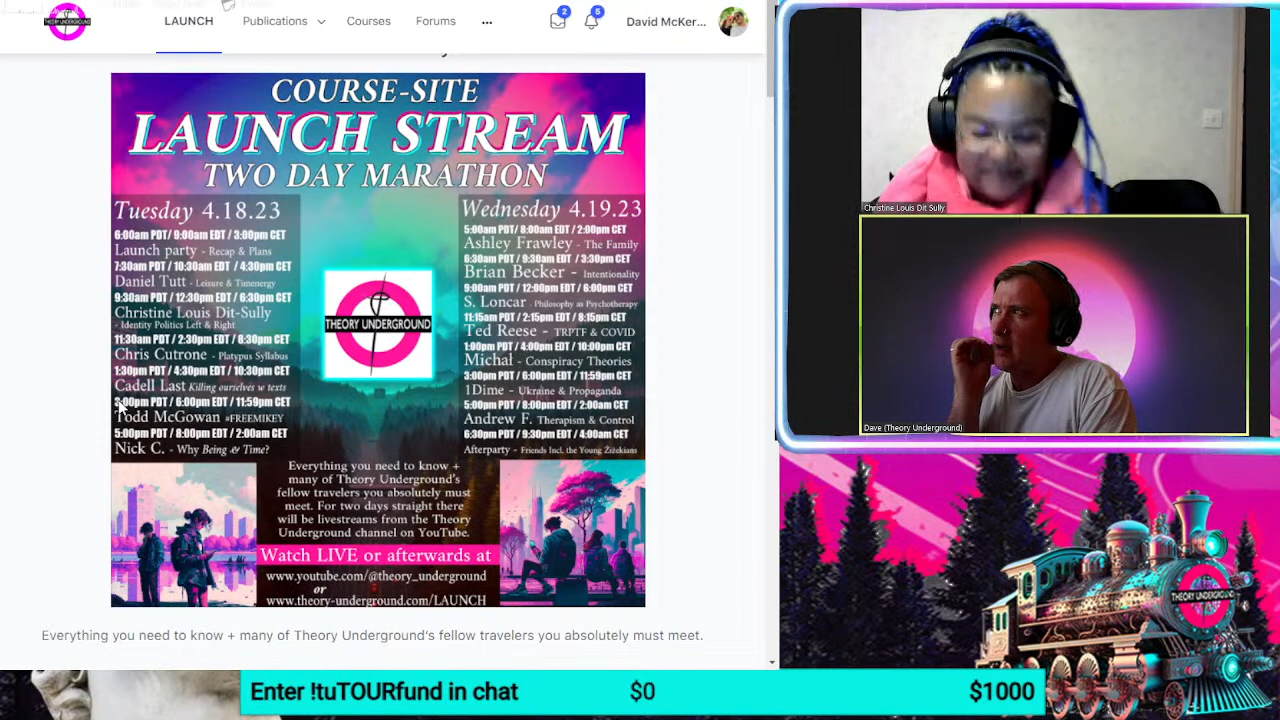 THEORY UNDERGROUND
LAUNCH
Publications
Courses
Forums
...
2
5
David McKer...
COURSE-SITE
LAUNCH STREAM
TWO DAY MARATHON
Tuesday 4.18.23
6:00am PDT/ 9:00am EDT / 3:00pm CET
Launch party - Recap & Plans
7:30am PDT / 10:30am EDT / 4:30pm CET
Daniel Tutt - Leisure & Timenergy
9:30am PDT / 12:30pm EDT / 6:30pm CET
Christine Louis Dit-Sully
- Identity Politics Left & Right
11:30am PDT / 2:30pm EDT / 8:30pm CET
Chris Cutrone - Platypus Syllabus
1:30pm PDT / 4:30pm EDT / 10:30pm CET
Cadell Last Killing ourselves w texts
3:00pm PDT / 6:00pm EDT / 11:59pm CET
Todd McGowan #FREEMIKEY
5:00pm PDT / 8:00pm EDT / 2:00am CET
Nick C. - Why Being & Time?
THEORY UNDERGROUND
Wednesday 4.19.23
5:00am PDT/ 8:00am EDT / 2:00pm CET
Ashley Frawley - The Family
6:30am PDT / 9:30am EDT / 3:30pm CET
Brian Becker - Intentionality
9:00am PDT / 12:00pm EDT / 6:00pm CET
S. Loncar - Philosophy as Psychotherapy
11:15am PDT / 2:15pm EDT / 8:15pm CET
Ted Reese - TRPTF & COVID
1:00pm PDT / 4:00pm EDT / 10:00pm CET
Michal - Conspiracy Theories
3:00pm PDT / 6:00pm EDT / 11:59pm CET
1Dime - Ukraine & Propaganda
5:00pm PDT / 8:00pm EDT / 2:00am CET
Andrew F. Therapism & Control
6:30pm PDT / 9:30pm EDT / 4:00am CET
Afterparty - Friends Incl. the Young Žižekians
Everything you need to know +
many of Theory Underground's
fellow travelers you absolutely must
meet. For two days straight there
will be livestreams from the Theory
Underground channel on YouTube.
Watch LIVE or afterwards at
www.youtube.com/@theory_underground
or
www.theory-underground.com/LAUNCH
Everything you need to know + many of Theory Underground's fellow travelers you absolutely must meet.
Christine Louis Dit Sully
Dave (Theory Underground)
THEORY UNDERGROUND
Enter !tuTOURfund in chat
$0
$1000